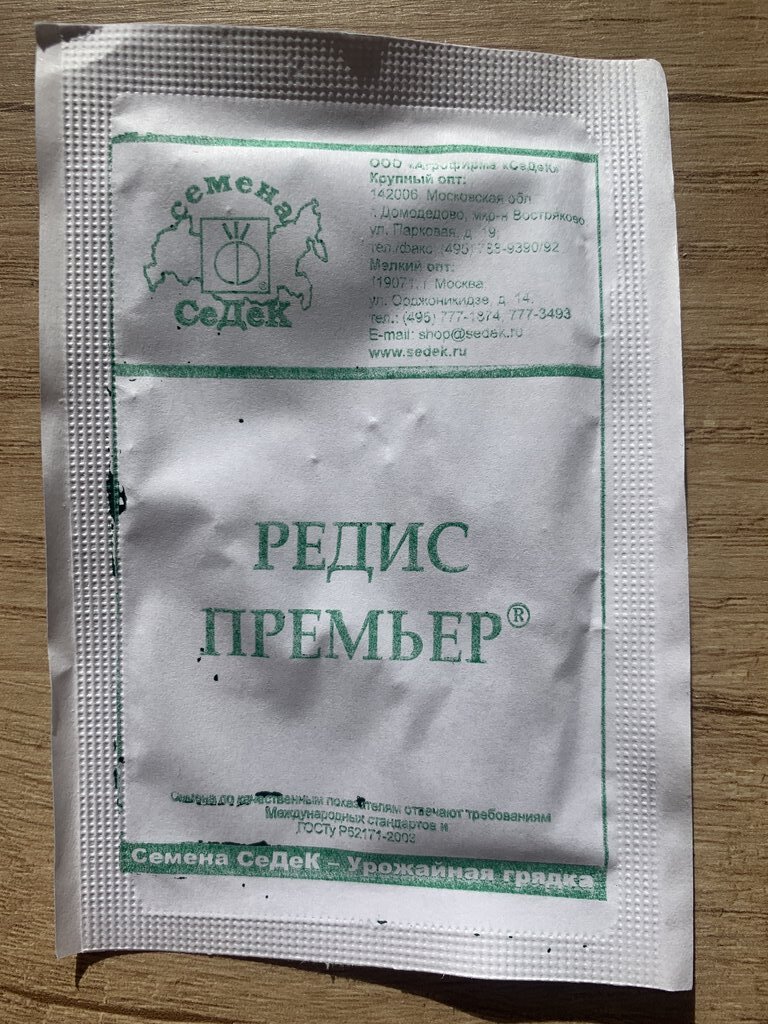 семена
СеДеК
ООО «Агрофирма «СеДеК»
Крупный опт:
142006, Московская обл.
г. Домодедово, мкр-н Востряково,
ул. Парковая, д. 19,
тел./факс: (495) 788-9390/92
Мелкий опт:
119071, г. Москва,
ул. Орджоникидзе, д. 14,
тел.: (495) 777-1874, 777-3493
E-mail: shop@sedek.ru
www.sedek.ru
РЕДИС
ПРЕМЬЕР®
Семена по качественным показателям отвечают требованиям
Международных стандартов и
ГОСТу Р52171-2003
Семена СеДеК – Урожайная грядка